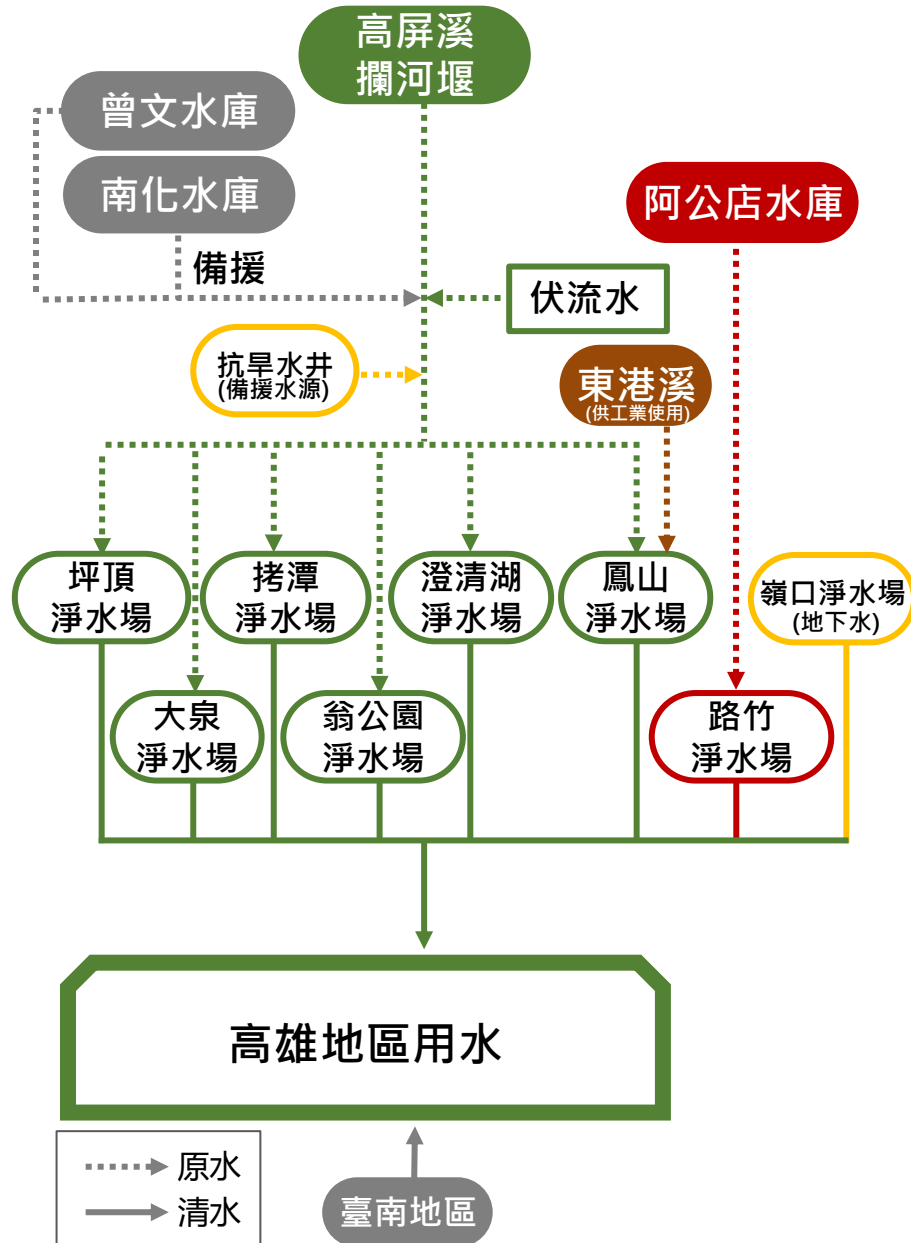 高屏溪
攔河堰
曾文水庫
南化水庫
阿公店水庫
備援
伏流水
抗旱水井
(備援水源)
東港溪
(供工業使用)
坪頂
淨水場
拷潭
淨水場
澄清湖
淨水場
鳳山
淨水場
嶺口淨水場
(地下水)
大泉
淨水場
翁公園
淨水場
路竹
淨水場
高雄地區用水
原水
清水
臺南地區